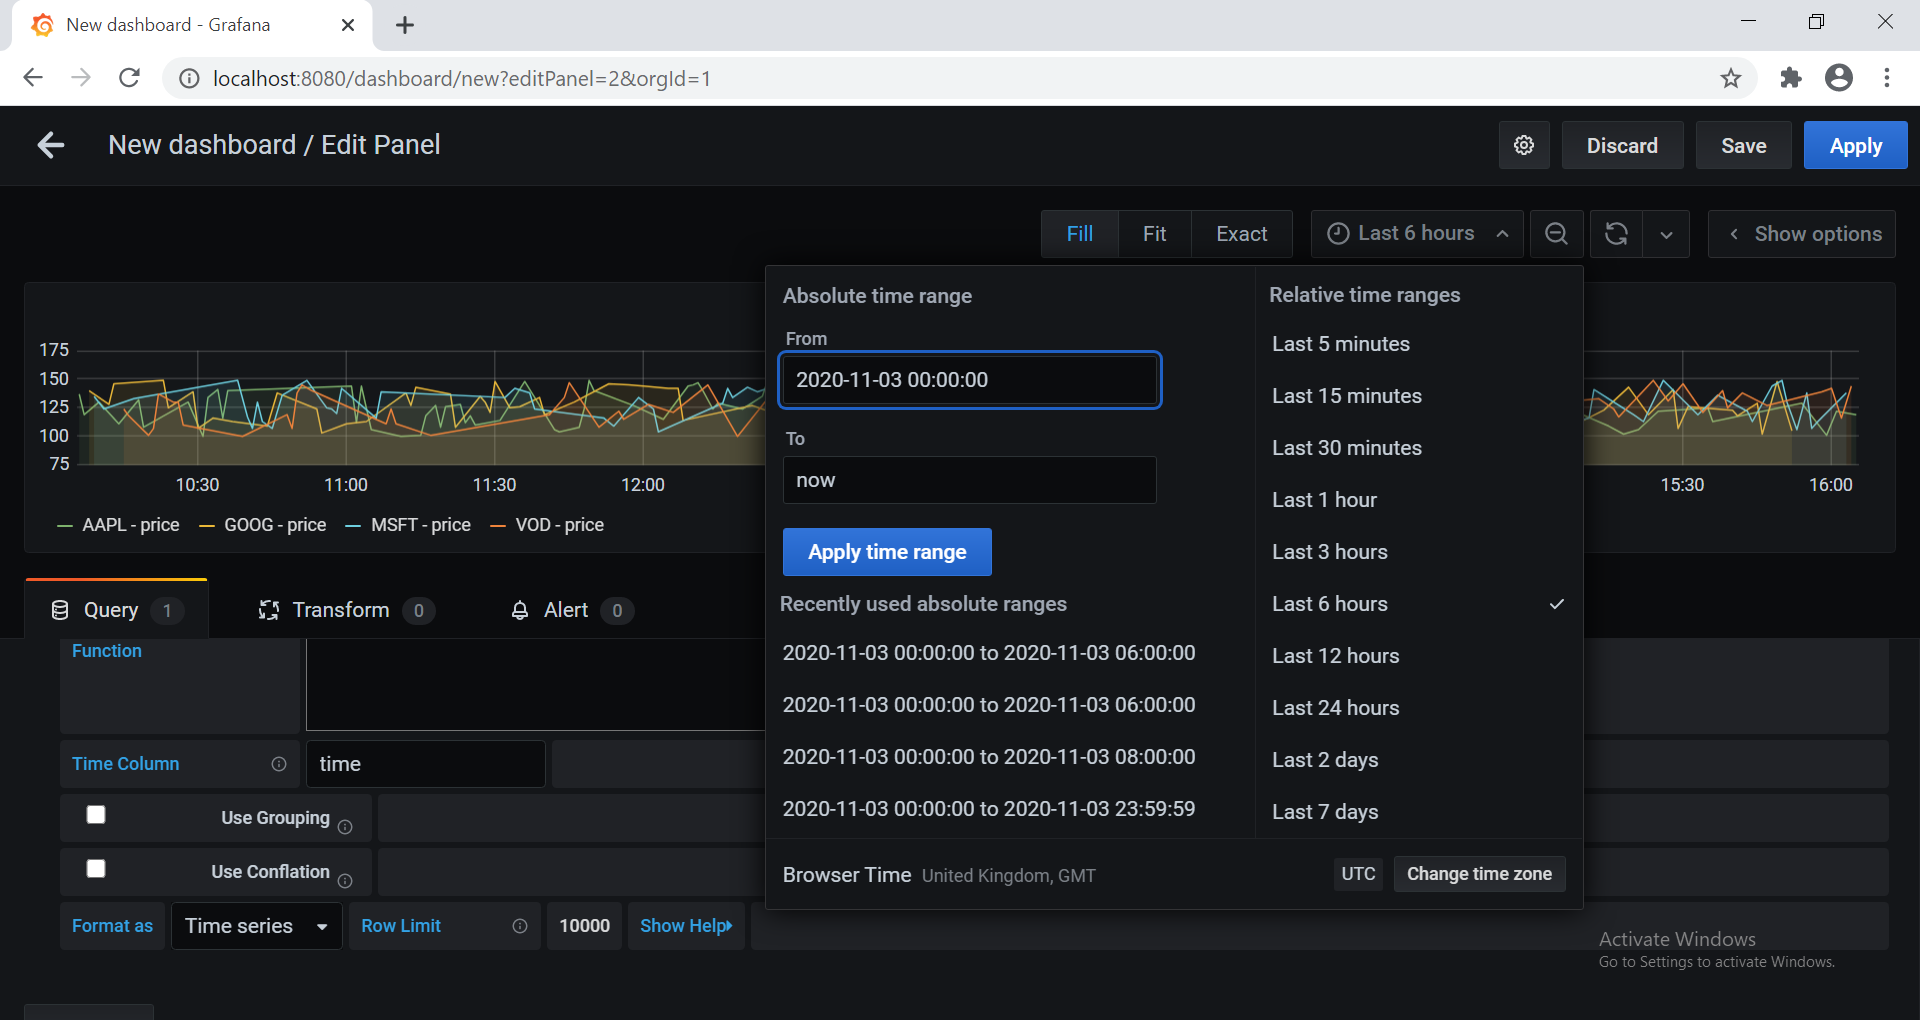 New dashboard - Grafana
localhost:8080/dashboard/new?editPanel=2&orgId=1
New dashboard / Edit Panel
Discard
Save
Apply
Fill
Fit
Exact
Last 6 hours
Show options
175
150
125
100
75
10:30
11:00
11:30
12:00
15:30
16:00
AAPL - price
GOOG - price
MSFT - price
VOD - price
Absolute time range
From
2020-11-03 00:00:00
To
now
Apply time range
Recently used absolute ranges
2020-11-03 00:00:00 to 2020-11-03 06:00:00
2020-11-03 00:00:00 to 2020-11-03 06:00:00
2020-11-03 00:00:00 to 2020-11-03 08:00:00
2020-11-03 00:00:00 to 2020-11-03 23:59:59
Relative time ranges
Last 5 minutes
Last 15 minutes
Last 30 minutes
Last 1 hour
Last 3 hours
Last 6 hours
Last 12 hours
Last 24 hours
Last 2 days
Last 7 days
Browser Time United Kingdom, GMT
UTC
Change time zone
Query 1
Transform 0
Alert 0
Function
Time Column
time
Use Grouping
Use Conflation
Format as
Time series
Row Limit
10000
Show Help
Activate Windows
Go to Settings to activate Windows.